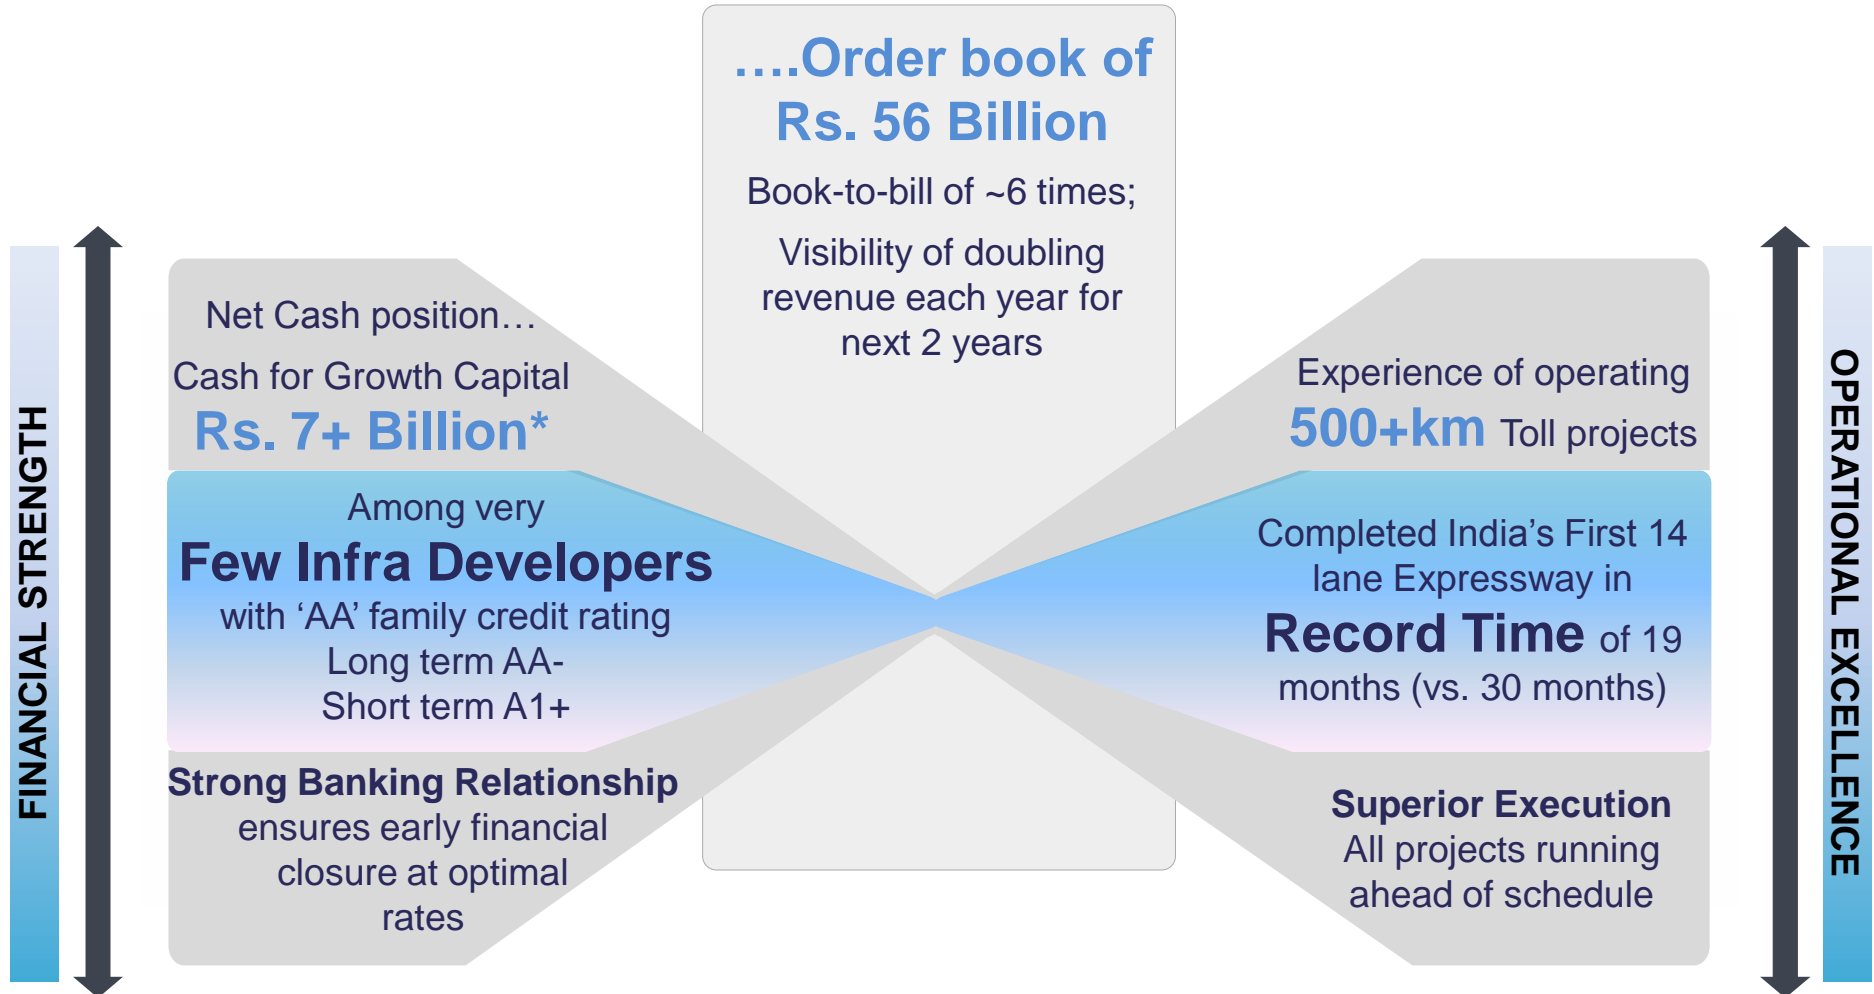 ….Order book of
Rs. 56 Billion
Book-to-bill of ~6 times;
Visibility of doubling
revenue each year for
next 2 years
FINANCIAL STRENGTH
Net Cash position…
Cash for Growth Capital
Rs. 7+ Billion*
Among very
Few Infra Developers
with ‘AA’ family credit rating
Long term AA-
Short term A1+
Strong Banking Relationship
ensures early financial
closure at optimal
rates
Experience of operating
500+km Toll projects
Completed India’s First 14
lane Expressway in
Record Time of 19
months (vs. 30 months)
Superior Execution
All projects running
ahead of schedule
OPERATIONAL EXCELLENCE